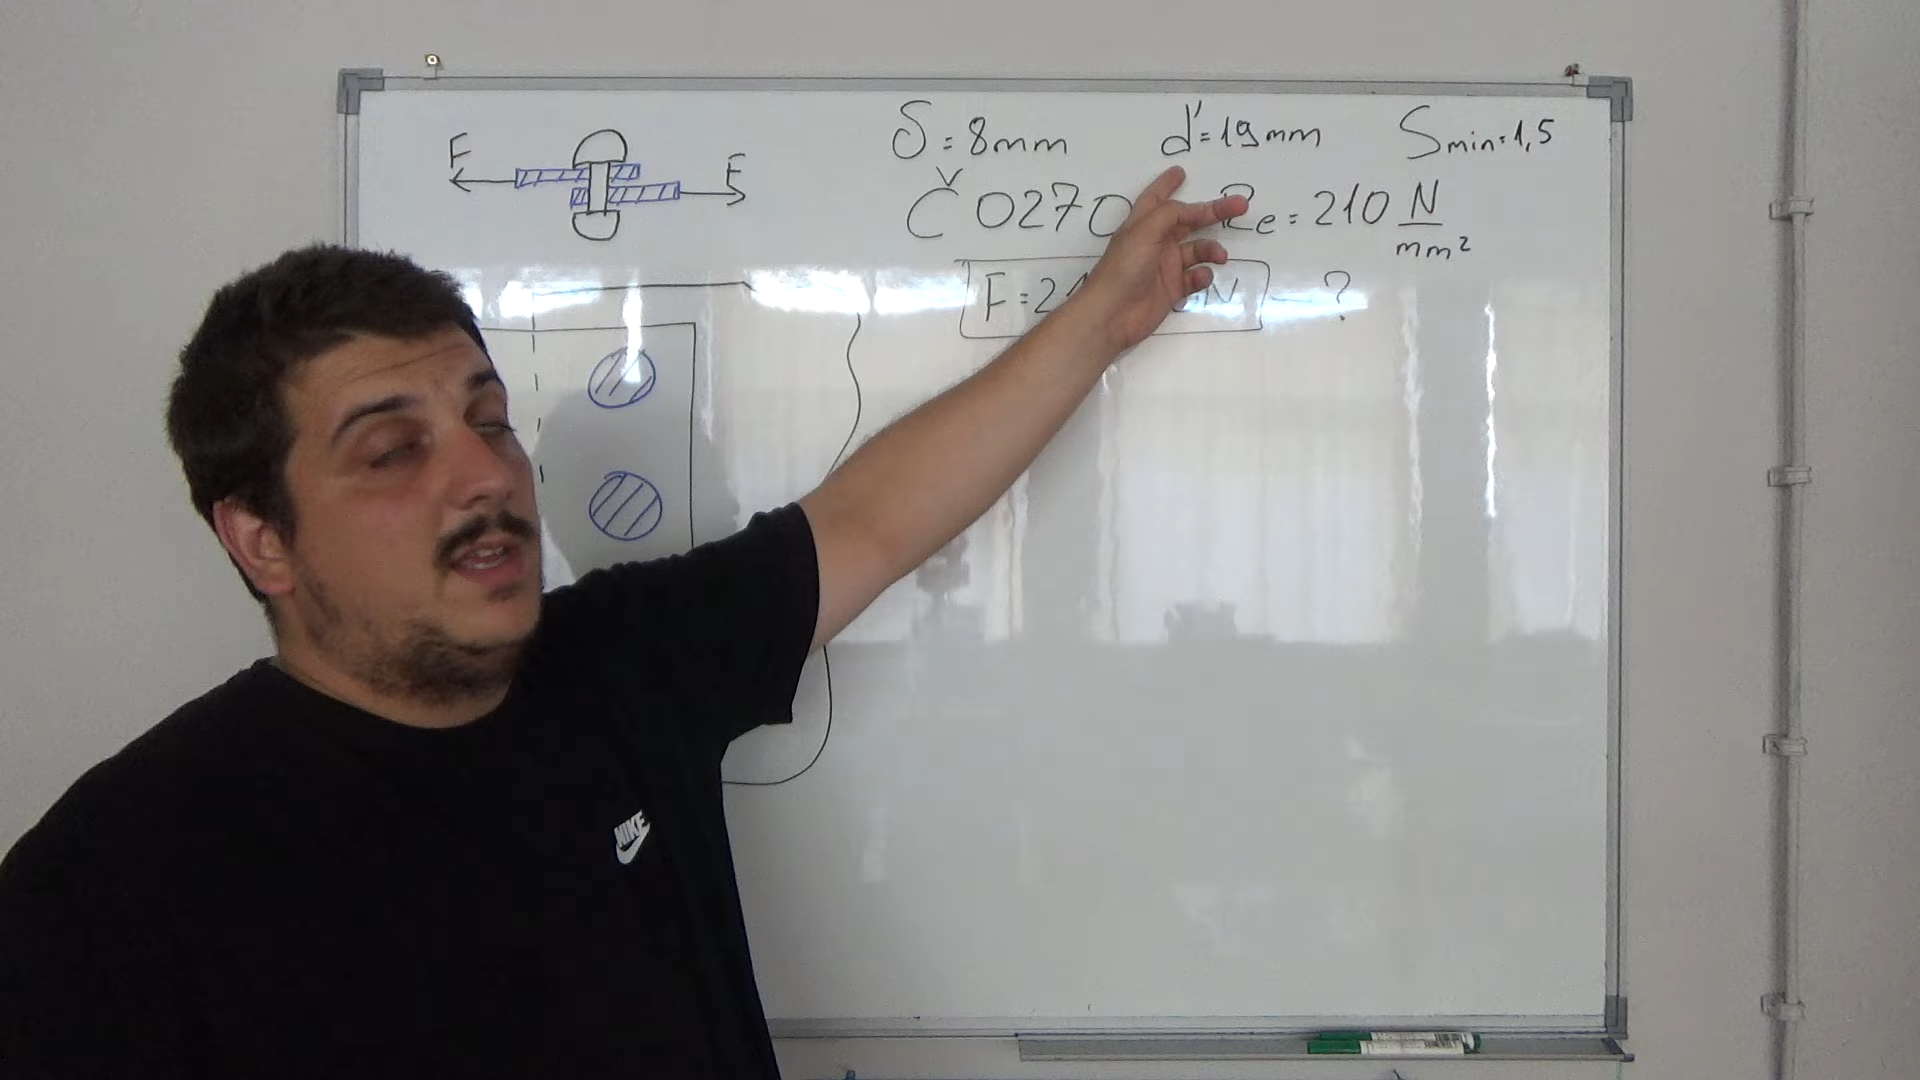 F F
δ = 8mm d' = 19mm Smin = 1,5
Č 0270 Re = 210 N/mm²
F = 2 N — ?
NIKE